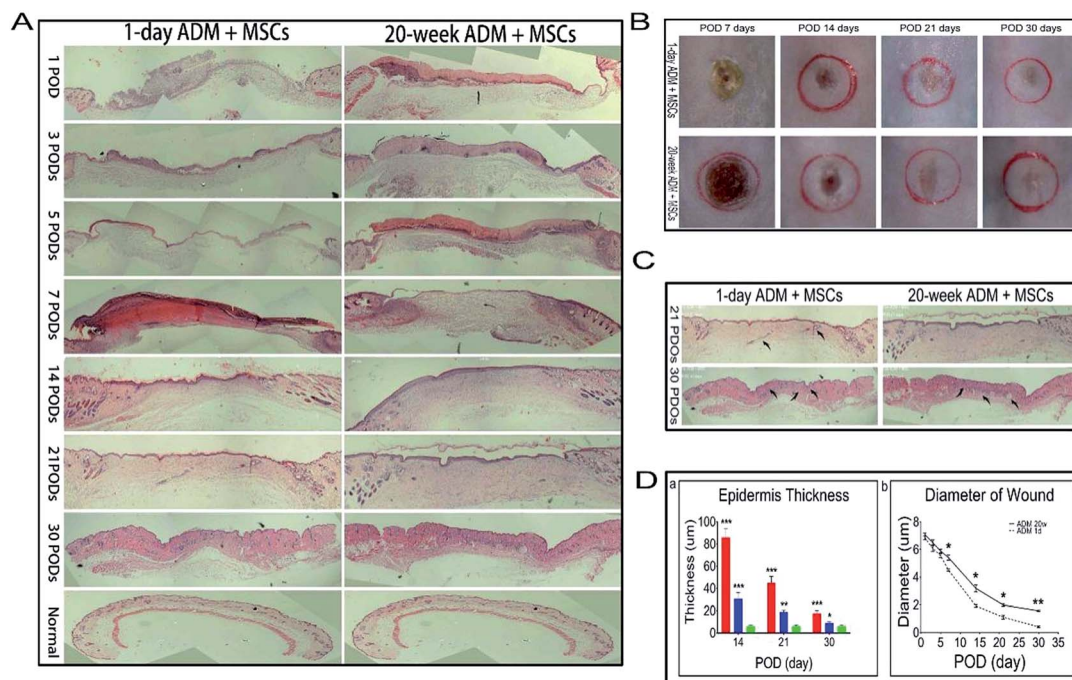 A
1-day ADM + MSCs
20-week ADM + MSCs
1 POD
3 PODs
5 PODs
7 PODs
14 PODs
21PODs
30 PODs
Normal
B
POD 7 days
POD 14 days
POD 21 days
POD 30 days
1-day ADM + MSCs
20-week ADM + MSCs
C
1-day ADM + MSCs
20-week ADM + MSCs
21 PDOs
30 PDOs
D
a
Epidermis Thickness
Thickness (um)
100
80
60
40
20
0
***
***
***
**
***
*
14
21
30
POD (day)
b
Diameter of Wound
Diameter (um)
8
6
4
2
0
ADM 20w
ADM 1d
*
*
*
**
0 5 10 15 20 25 30 35
POD (day)